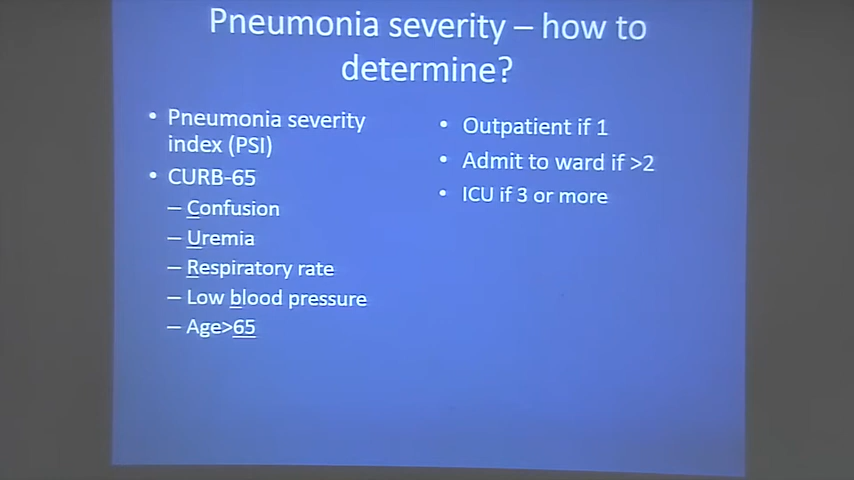 Pneumonia severity – how to
determine?
• Pneumonia severity
index (PSI)
• CURB-65
– Confusion
– Uremia
– Respiratory rate
– Low blood pressure
– Age>65
• Outpatient if 1
• Admit to ward if >2
• ICU if 3 or more